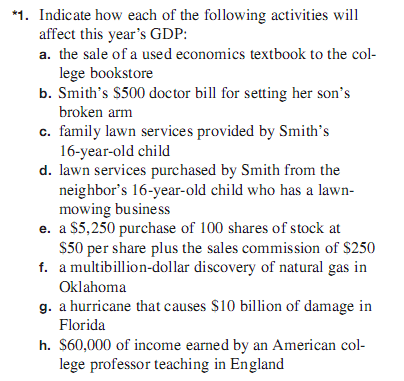 *1. Indicate how each of the following activities will
affect this year's GDP:
a. the sale of a used economics textbook to the col-
lege bookstore
b. Smith's $500 doctor bill for setting her son's
broken arm
c. family lawn services provided by Smith's
16-year-old child
d. lawn services purchased by Smith from the
neighbor's 16-year-old child who has a lawn-
mowing business
e. a $5,250 purchase of 100 shares of stock at
$50 per share plus the sales commission of $250
f. a multibillion-dollar discovery of natural gas in
Oklahoma
g. a hurricane that causes $10 billion of damage in
Florida
h. $60,000 of income earned by an American col-
lege professor teaching in England